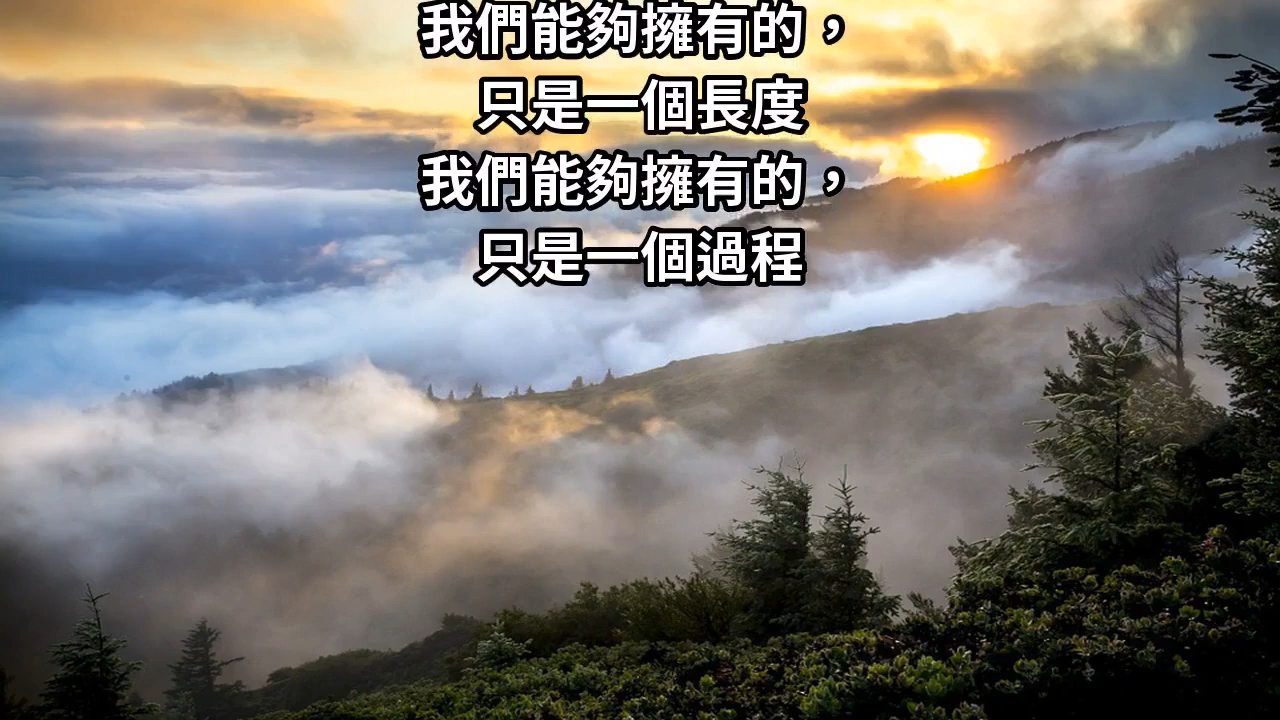 我們能夠擁有的，
只是一個長度
我們能夠擁有的，
只是一個過程